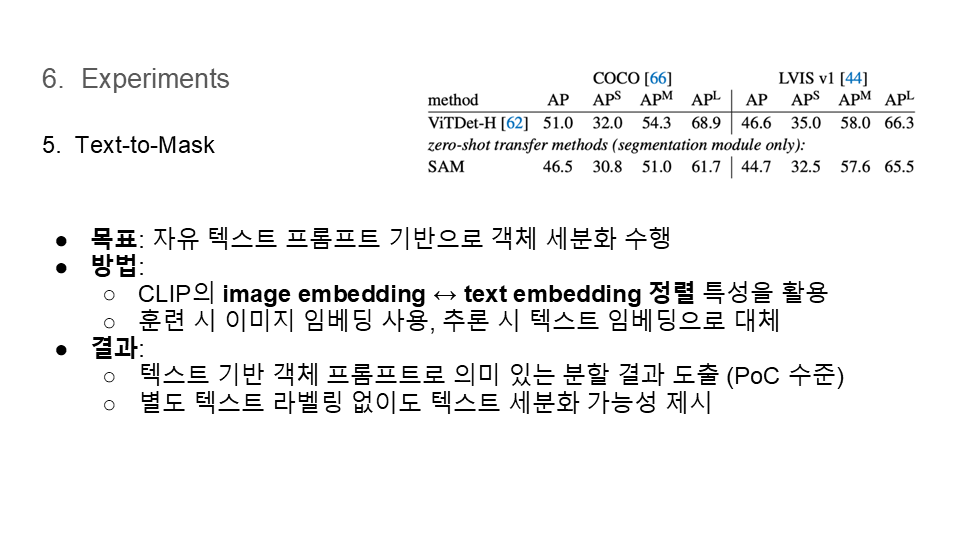 6. Experiments
5. Text-to-Mask
COCO [66] LVIS v1 [44]
method AP APS APM APL AP APS APM APL
ViTDet-H [62] 51.0 32.0 54.3 68.9 46.6 35.0 58.0 66.3
zero-shot transfer methods (segmentation module only):
SAM 46.5 30.8 51.0 61.7 44.7 32.5 57.6 65.5
● 목표: 자유 텍스트 프롬프트 기반으로 객체 세분화 수행
● 방법:
○ CLIP의 image embedding ↔ text embedding 정렬 특성을 활용
○ 훈련 시 이미지 임베딩 사용, 추론 시 텍스트 임베딩으로 대체
● 결과:
○ 텍스트 기반 객체 프롬프트로 의미 있는 분할 결과 도출 (PoC 수준)
○ 별도 텍스트 라벨링 없이도 텍스트 세분화 가능성 제시